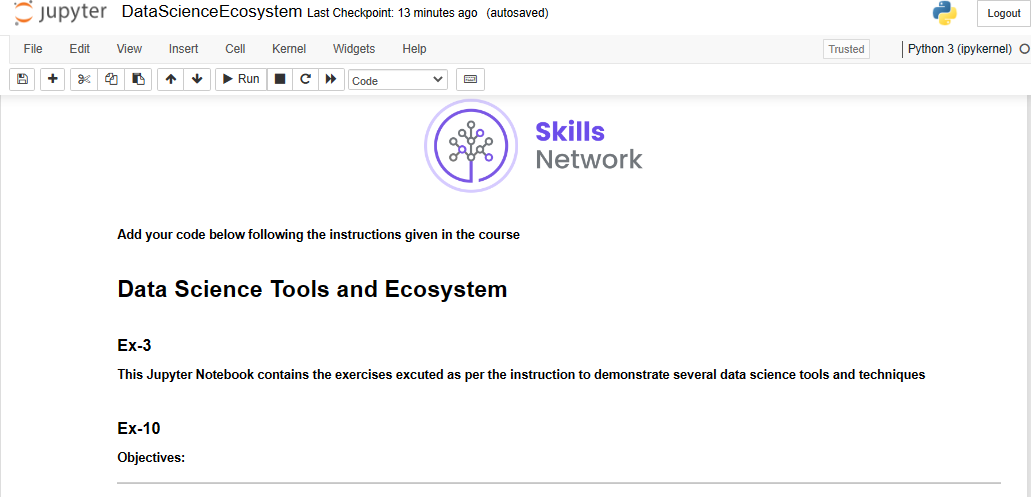 jupyter DataScienceEcosystem Last Checkpoint: 13 minutes ago (autosaved) Logout
File Edit View Insert Cell Kernel Widgets Help Trusted Python 3 (ipykernel)
Run Code
Skills
Network
Add your code below following the instructions given in the course
Data Science Tools and Ecosystem
Ex-3
This Jupyter Notebook contains the exercises excuted as per the instruction to demonstrate several data science tools and techniques
Ex-10
Objectives: